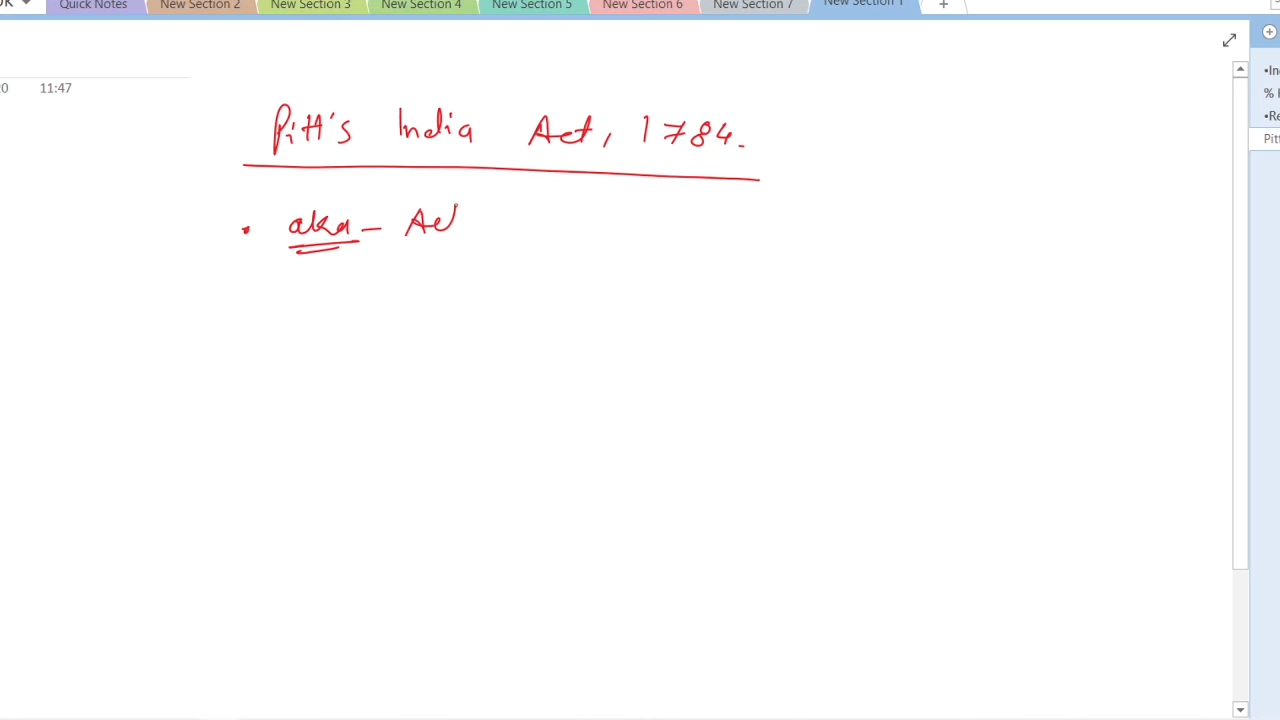 Quick Notes New Section 2 New Section 3 New Section 4 New Section 5 New Section 6 New Section 7 New Section 1 +
11:47
Pitt's India Act, 1784.
• aka - Ac